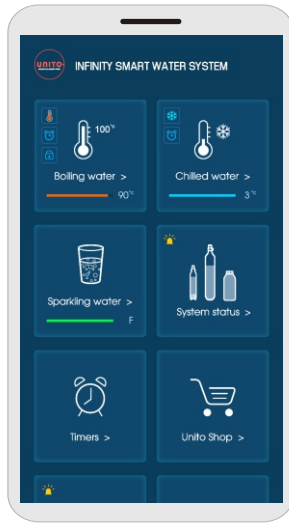 UNITO
INFINITY SMART WATER SYSTEM
100°c
Boiling water >
90°c
Chilled water >
3 °c
Sparkling water >
F
System status >
Timers >
Unito Shop >